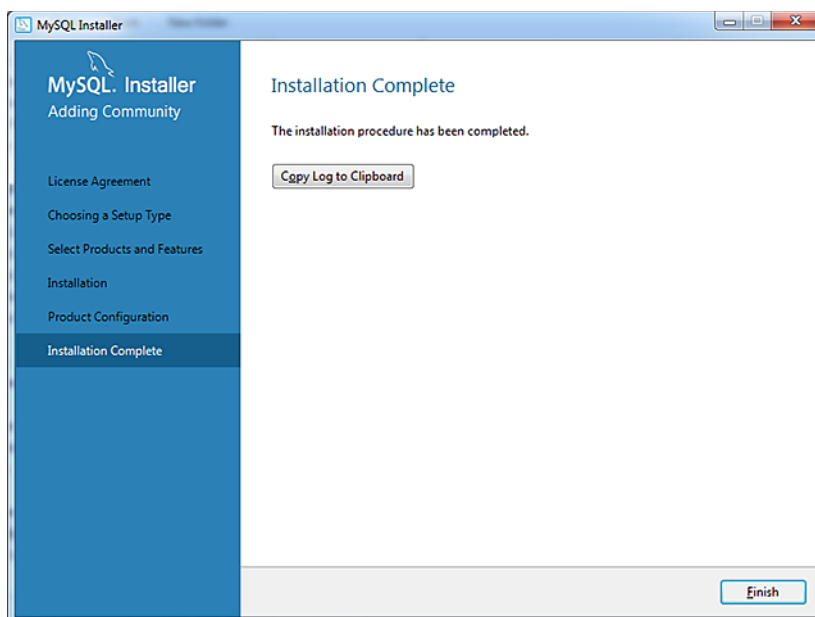 MySQL Installer
MySQL. Installer
Adding Community
License Agreement
Choosing a Setup Type
Select Products and Features
Installation
Product Configuration
Installation Complete
Installation Complete
The installation procedure has been completed.
Copy Log to Clipboard
Finish